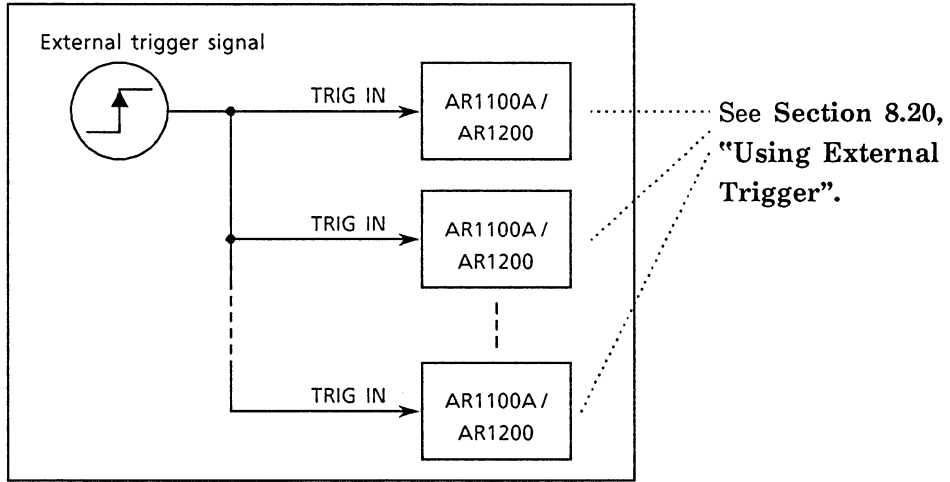 External trigger signal
TRIG IN
AR1100A /
AR1200
See Section 8.20,
"Using External
Trigger".
TRIG IN
AR1100A /
AR1200
TRIG IN
AR1100A /
AR1200